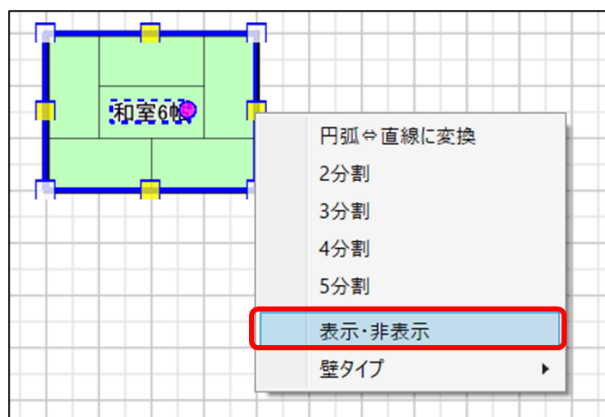 和室6帖
円弧⇔直線に変換
2分割
3分割
4分割
5分割
表示・非表示
壁タイプ